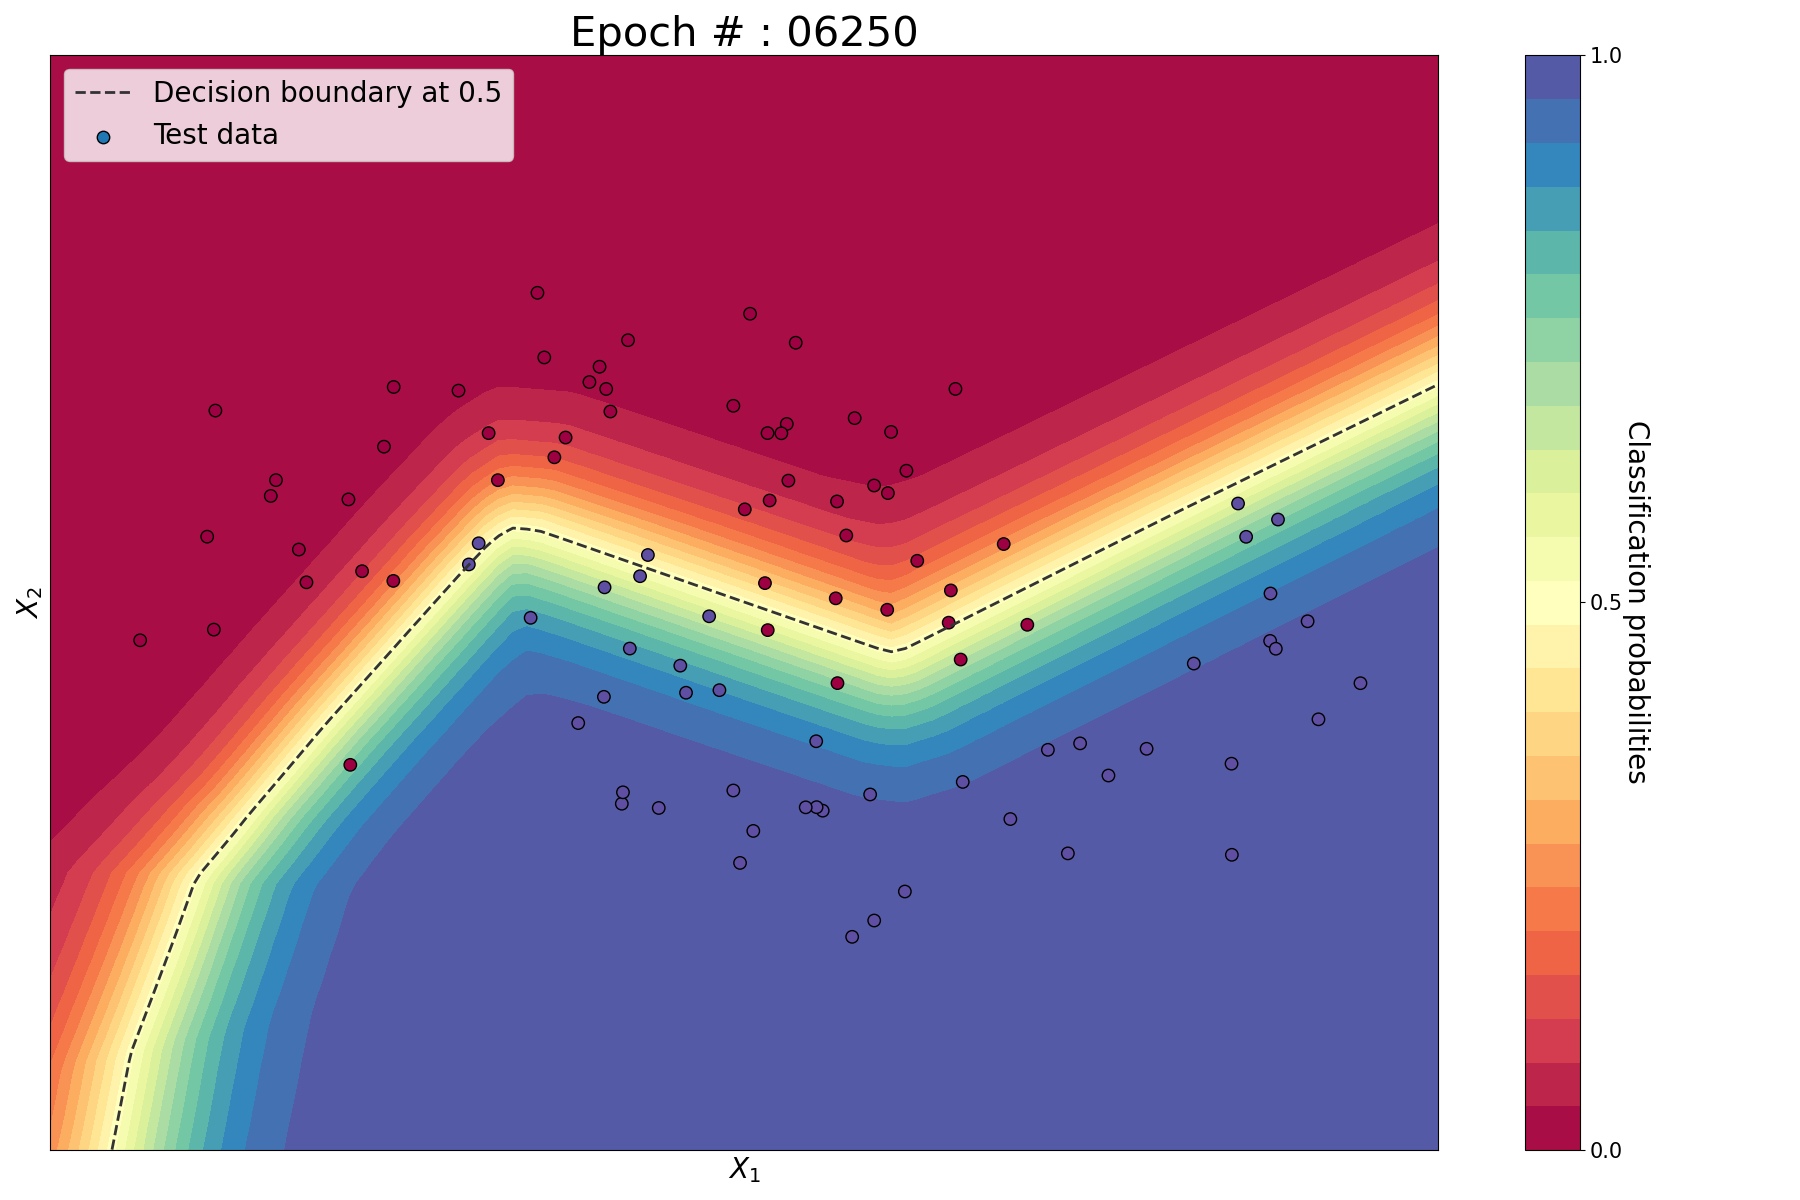 Epoch # : 06250
Decision boundary at 0.5
Test data
X₂
X₁
1.0
0.5
0.0
Classification probabilities